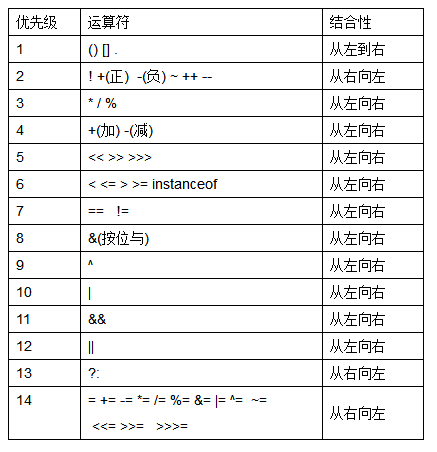 优先级 运算符 结合性
1 () [] . 从左到右
2 ! +(正) -(负) ~ ++ -- 从右向左
3 * / % 从左向右
4 +(加) -(减) 从左向右
5 << >> >>> 从左向右
6 < <= > >= instanceof 从左向右
7 == != 从左向右
8 &(按位与) 从左向右
9 ^ 从左向右
10 | 从左向右
11 && 从左向右
12 || 从左向右
13 ?: 从右向左
14 = += -= *= /= %= &= |= ^= ~= 从右向左
<<= >>= >>>=